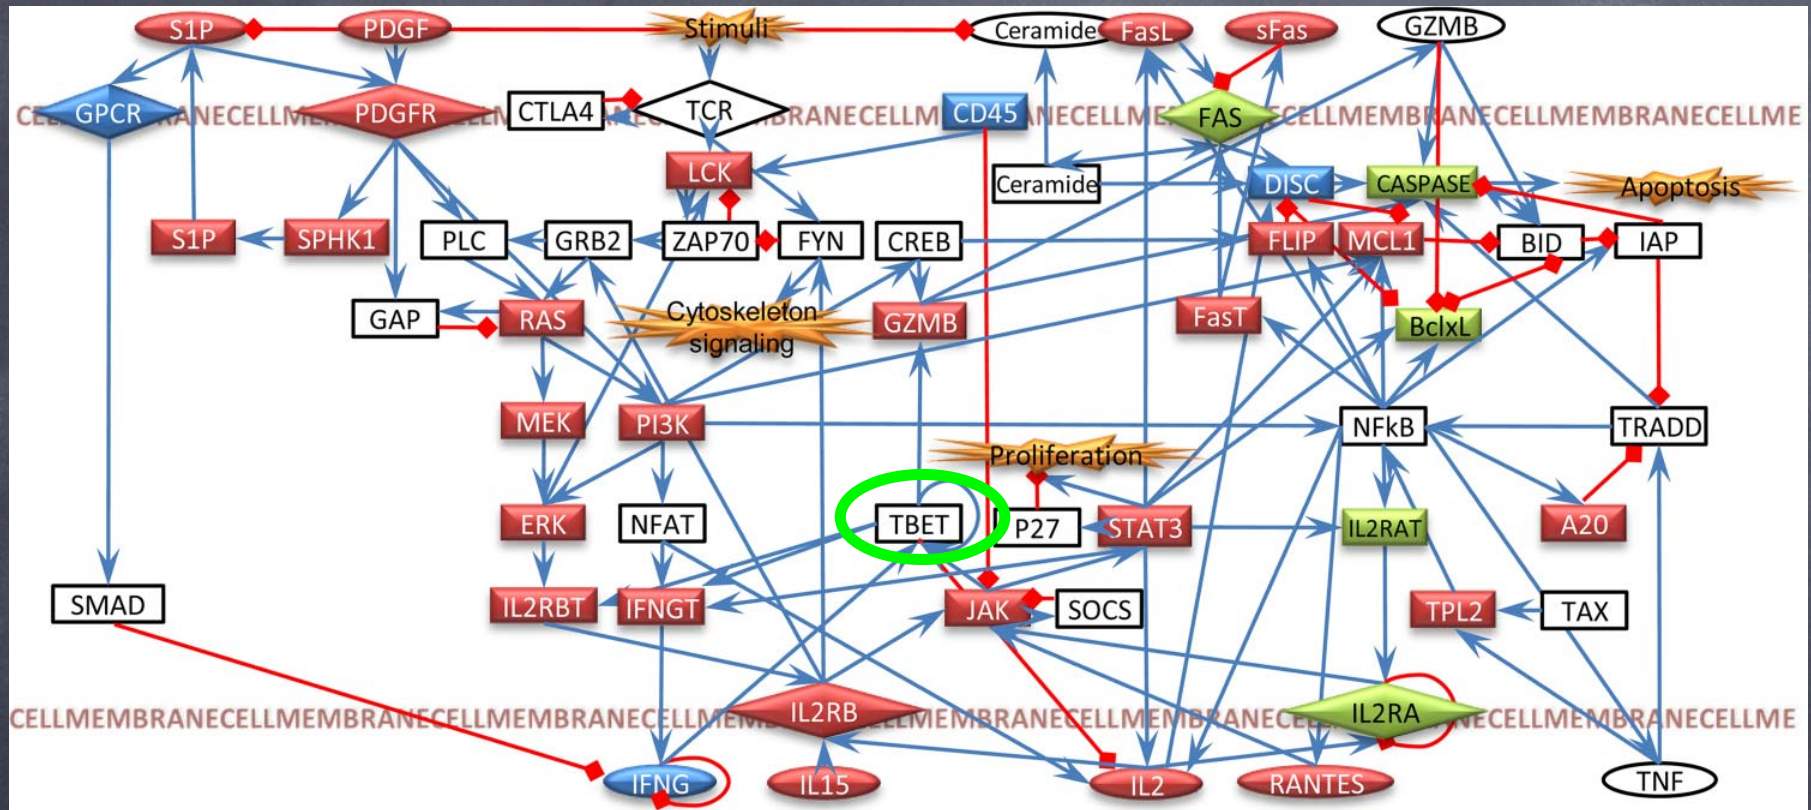 S1P PDGF Stimuli Ceramide FasL sFas GZMB
CELLMEMBRANECELLMEMBRANECELLMEMBRANECELLMEMBRANECELLMEMBRANECELLMEMBRANECELLME
GPCR PDGFR CTLA4 TCR CD45 FAS
LCK Ceramide DISC CASPASE Apoptosis
S1P SPHK1 PLC GRB2 ZAP70 FYN CREB FLIP MCL1 BID IAP
GAP RAS Cytoskeleton GZMB FasT BclxL
signaling
MEK PI3K NFkB TRADD
Proliferation
ERK NFAT TBET P27 STAT3 IL2RAT A20
SMAD IL2RBT IFNGT JAK SOCS TPL2 TAX
CELLMEMBRANECELLMEMBRANECELLMEMBRANECELLMEMBRANECELLMEMBRANECELLMEMBRANECELLME
IL2RB IL2RA
IFNG IL15 IL2 RANTES TNF